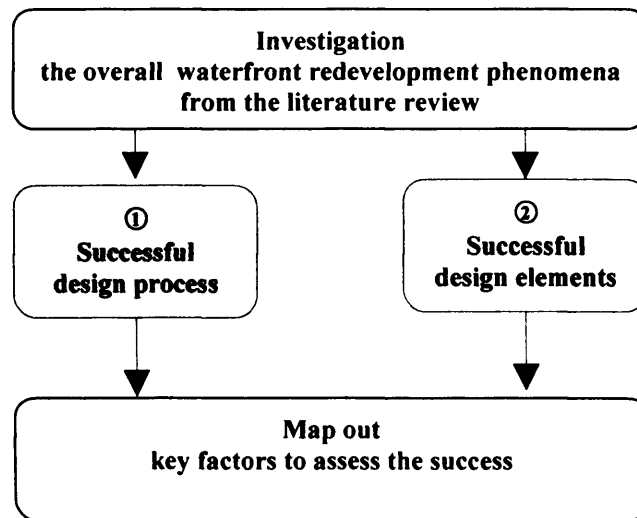 Investigation
the overall waterfront redevelopment phenomena
from the literature review
①
Successful
design process
②
Successful
design elements
Map out
key factors to assess the success